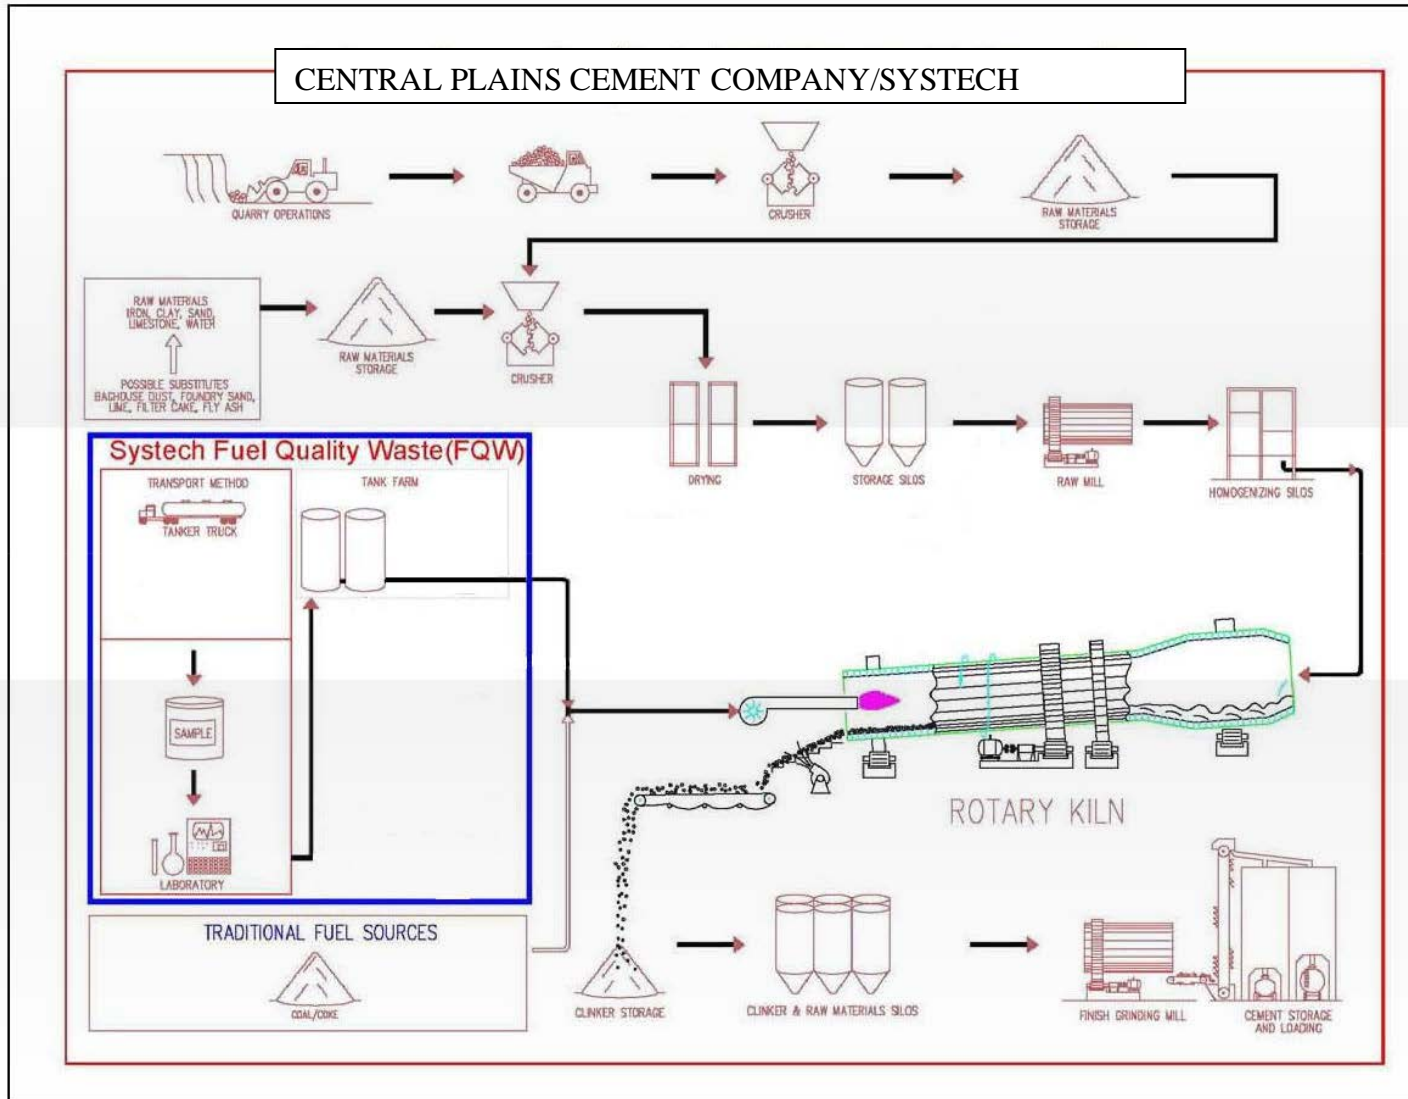 CENTRAL PLAINS CEMENT COMPANY/SYSTECH
QUARRY OPERATIONS
CRUSHER
RAW MATERIALS
STORAGE
RAW MATERIALS
IRON, CLAY, SAND,
LIMESTONE, WATER
POSSIBLE SUBSTITUTES
BAGHOUSE DUST, FOUNDRY SAND,
LIME, FILTER CAKE, FLY ASH
RAW MATERIALS
STORAGE
CRUSHER
DRYING
STORAGE SILOS
RAW MILL
HOMOGENIZING SILOS
Systech Fuel Quality Waste(FQW)
TRANSPORT METHOD
TANKER TRUCK
TANK FARM
SAMPLE
LABORATORY
ROTARY KILN
TRADITIONAL FUEL SOURCES
COAL/COKE
CLINKER STORAGE
CLINKER & RAW MATERIALS SILOS
FINISH GRINDING MILL
CEMENT STORAGE
AND LOADING